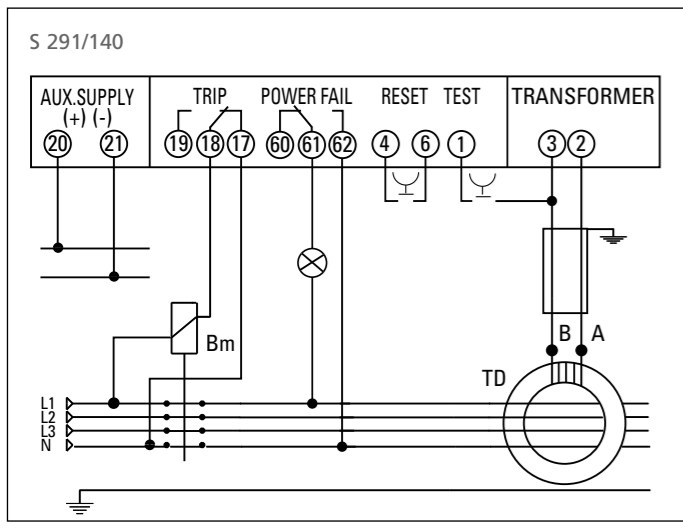 S 291/140
AUX.SUPPLY TRIP POWER FAIL RESET TEST TRANSFORMER
(+) (-)
20 21 19 18 17 60 61 62 4 6 1 3 2
Bm
B A
TD
L1
L2
L3
N